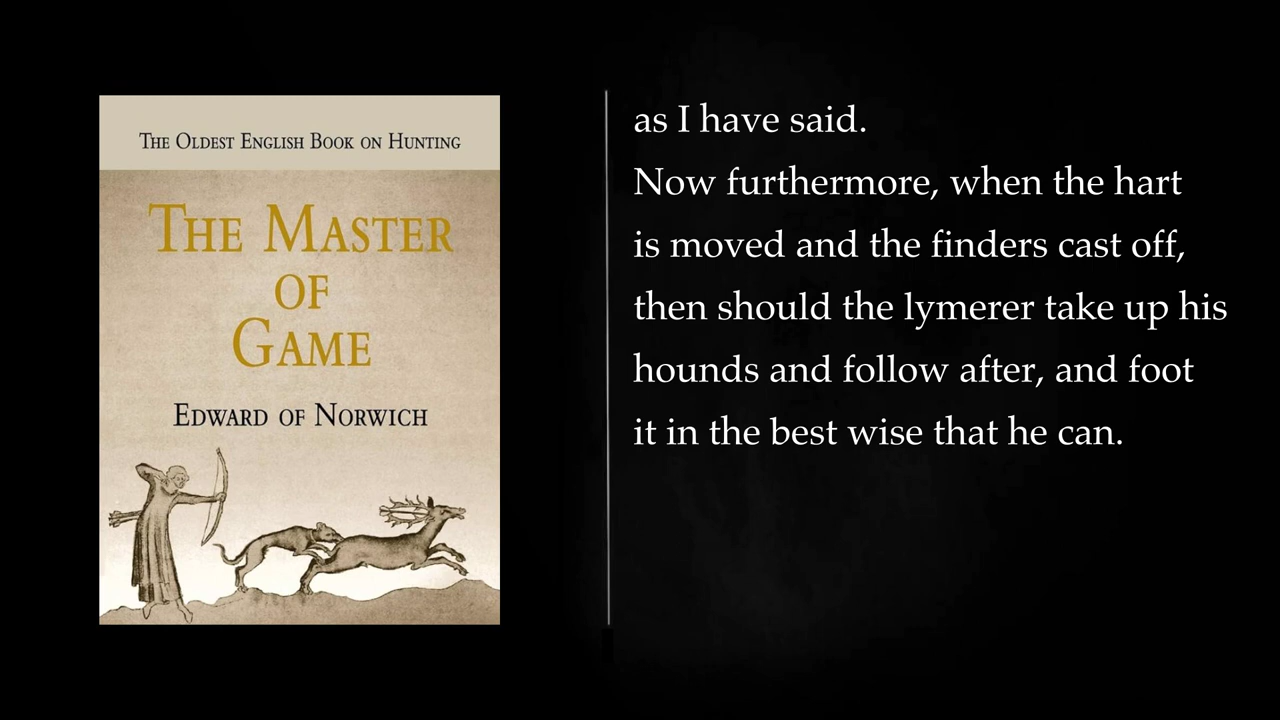 The Oldest English Book on Hunting
The Master
of
Game
Edward of Norwich
as I have said.
Now furthermore, when the hart
is moved and the finders cast off,
then should the lymerer take up his
hounds and follow after, and foot
it in the best wise that he can.